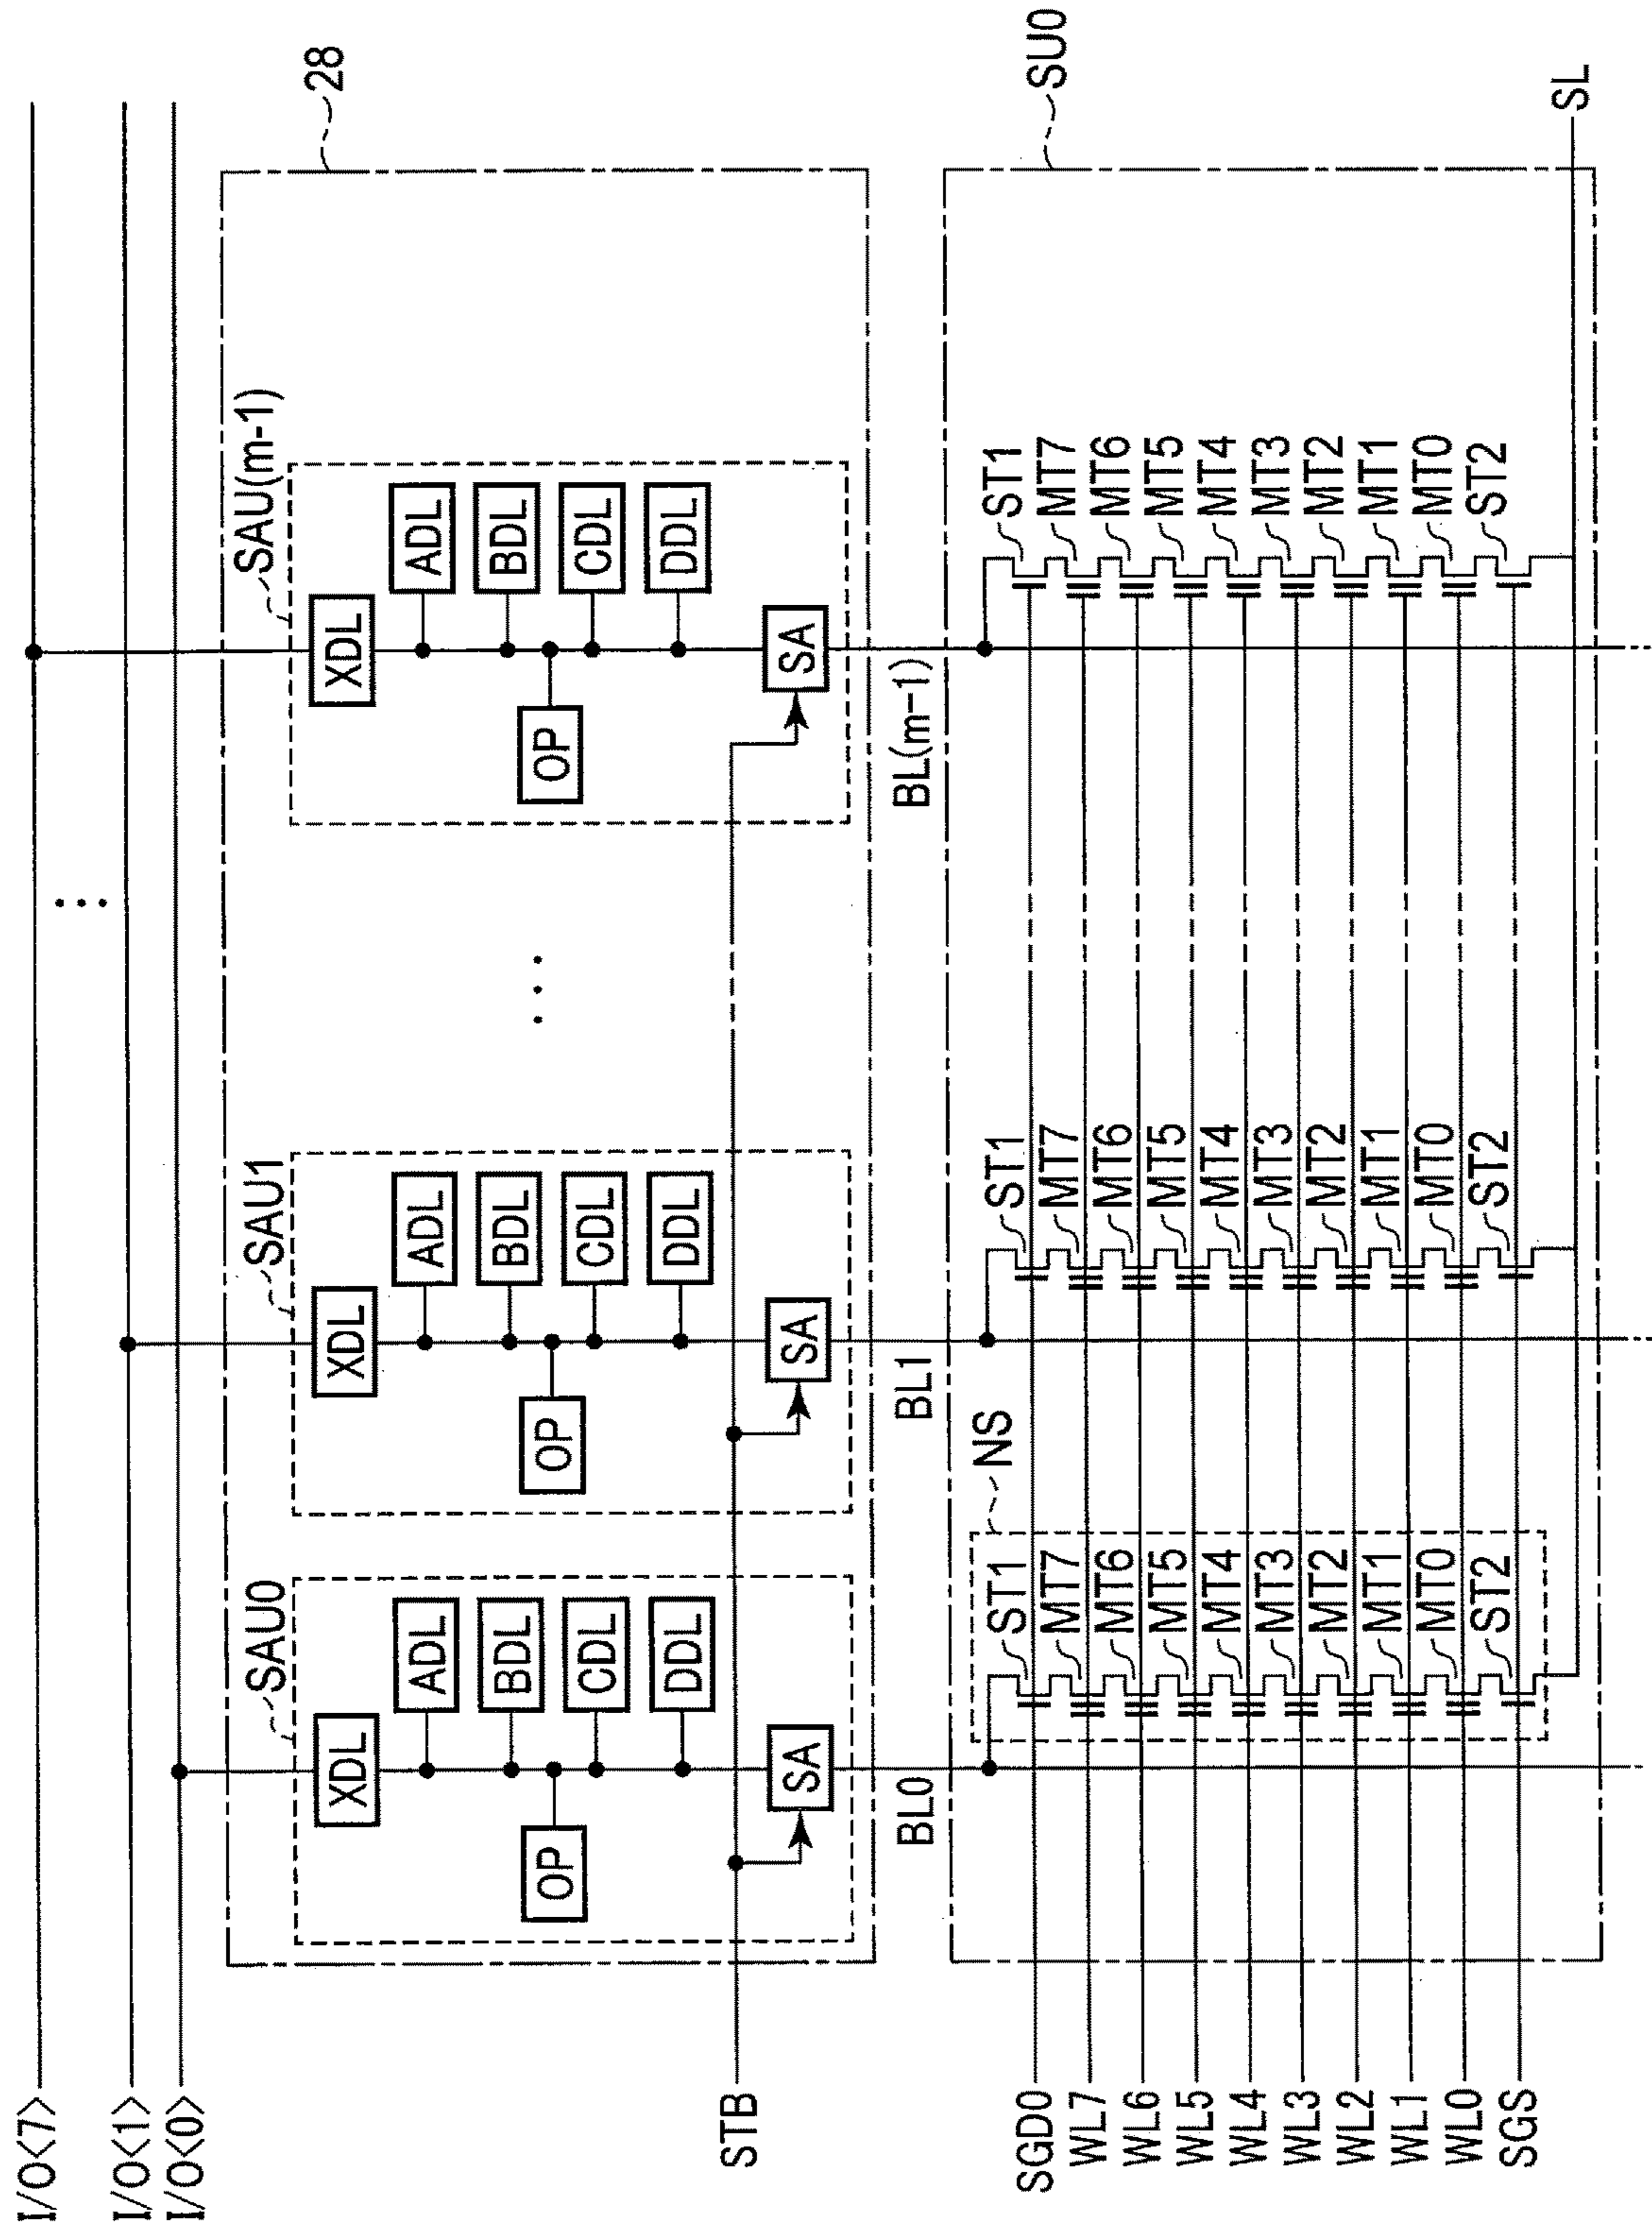 I/O<7>
I/O<1>
I/O<0>
28
SAU0
XDL
ADL
BDL
OP
CDL
DDL
SA
SAU1
XDL
ADL
BDL
OP
CDL
DDL
SA
SAU(m-1)
XDL
ADL
BDL
OP
CDL
DDL
SA
STB
BL0
BL1
BL(m-1)
SU0
NS
SGD0
WL7
WL6
WL5
WL4
WL3
WL2
WL1
WL0
SGS
ST1
MT7
MT6
MT5
MT4
MT3
MT2
MT1
MT0
ST2
ST1
MT7
MT6
MT5
MT4
MT3
MT2
MT1
MT0
ST2
ST1
MT7
MT6
MT5
MT4
MT3
MT2
MT1
MT0
ST2
SL